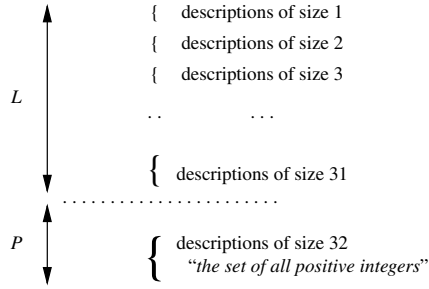 { descriptions of size 1
{ descriptions of size 2
{ descriptions of size 3
L
. . . . .
{ descriptions of size 31
. . . . . . . . . . . . . . . . . . . . . .
P
{ descriptions of size 32
“the set of all positive integers”